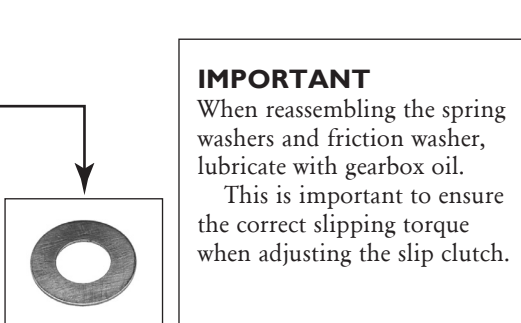 IMPORTANT
When reassembling the spring
washers and friction washer,
lubricate with gearbox oil.
This is important to ensure
the correct slipping torque
when adjusting the slip clutch.